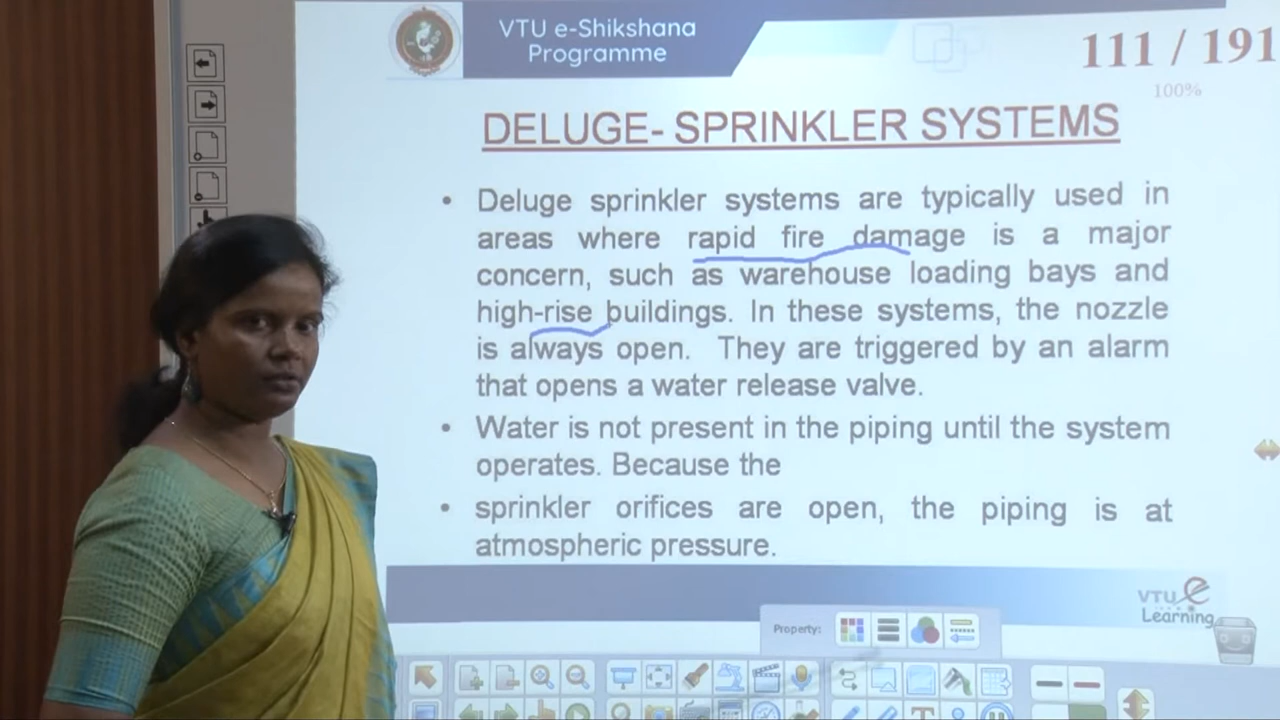 VTU e-Shikshana
Programme
111 / 191
100%
DELUGE- SPRINKLER SYSTEMS
• Deluge sprinkler systems are typically used in
areas where rapid fire damage is a major
concern, such as warehouse loading bays and
high-rise buildings. In these systems, the nozzle
is always open. They are triggered by an alarm
that opens a water release valve.
• Water is not present in the piping until the system
operates. Because the
• sprinkler orifices are open, the piping is at
atmospheric pressure.
VTU e
Learning
Property: